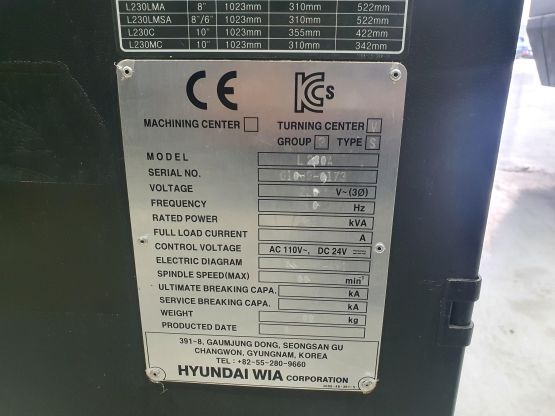 L230LMA 8" 1023mm 310mm 522mm
L230LMSA 8"/6" 1023mm 310mm 522mm
L230C 10" 1023mm 355mm 422mm
L230MC 10" 1023mm 310mm 342mm
CE KCs
MACHINING CENTER TURNING CENTER V
GROUP TYPE S
MODEL
SERIAL NO.
VOLTAGE V~(3Ø)
FREQUENCY Hz
RATED POWER kVA
FULL LOAD CURRENT A
CONTROL VOLTAGE AC 110V~, DC 24V
ELECTRIC DIAGRAM
SPINDLE SPEED(MAX) min⁻¹
ULTIMATE BREAKING CAPA. kA
SERVICE BREAKING CAPA. kA
WEIGHT kg
PRODUCTED DATE
391-8, GAUMJUNG DONG, SEONGSAN GU
CHANGWON, GYUNGNAM, KOREA
TEL : +82-55-280-9660
HYUNDAI WIA CORPORATION